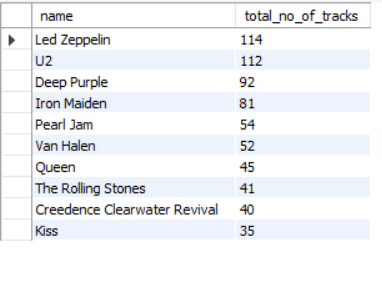 name total_no_of_tracks
Led Zeppelin 114
U2 112
Deep Purple 92
Iron Maiden 81
Pearl Jam 54
Van Halen 52
Queen 45
The Rolling Stones 41
Creedence Clearwater Revival 40
Kiss 35